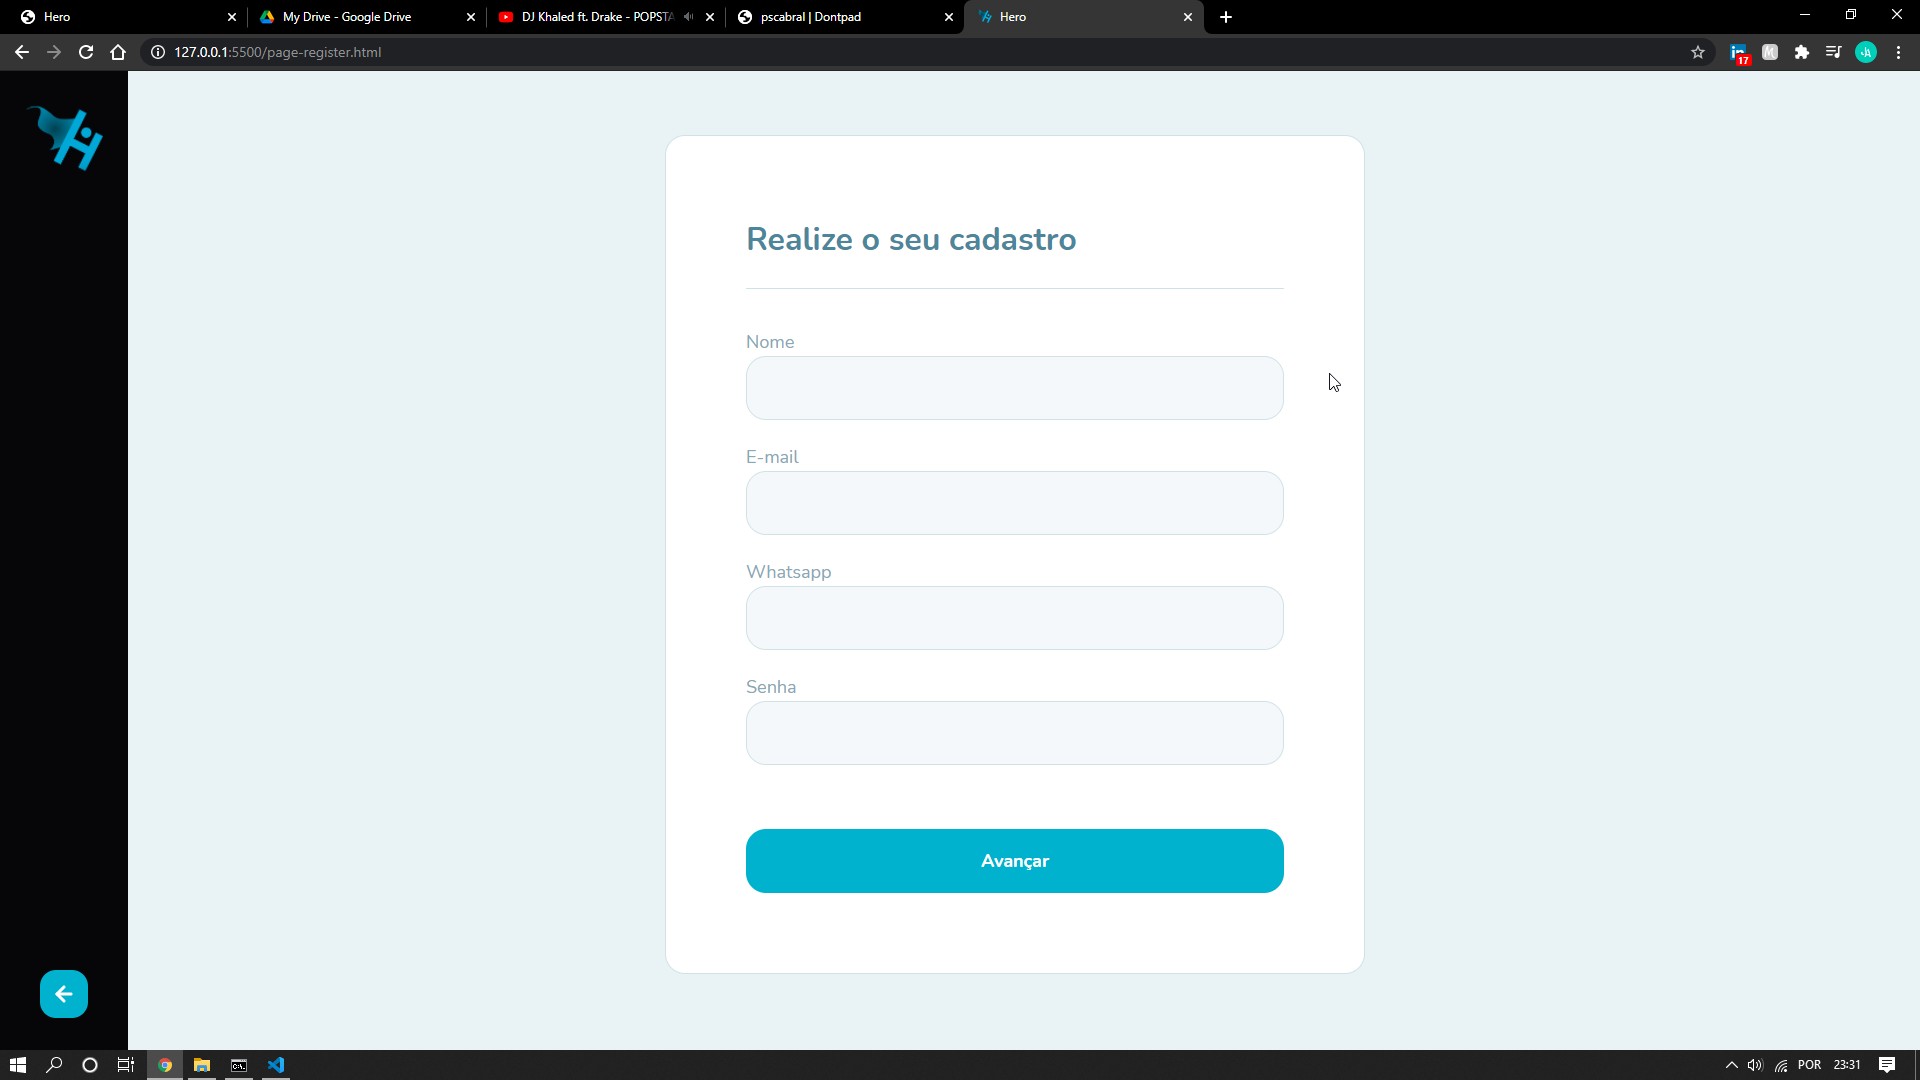 Hero
My Drive - Google Drive
DJ Khaled ft. Drake - POPSTA
pscabral | Dontpad
Hero
127.0.0.1:5500/page-register.html
17
H
Realize o seu cadastro
Nome
E-mail
Whatsapp
Senha
Avançar
POR
23:31